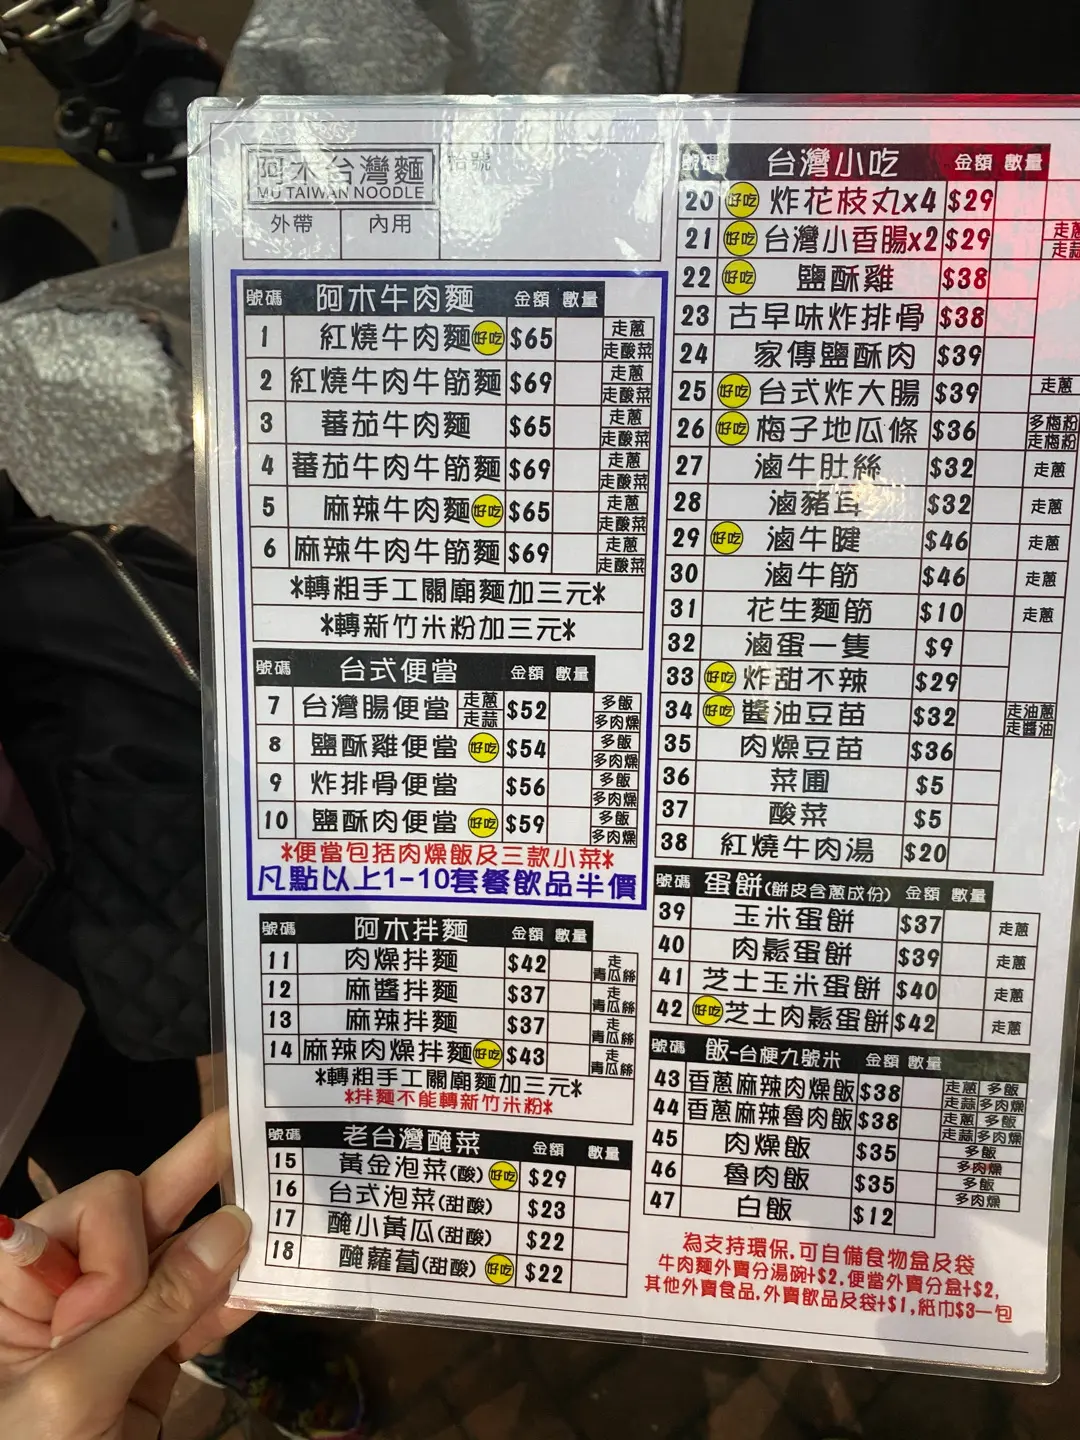 阿木台灣麵
MU TAIWAN NOODLE
外帶 內用
號碼 阿木牛肉麵 金額 數量
1 紅燒牛肉麵 好吃 $65 走蔥 走酸菜
2 紅燒牛肉牛筋麵 $69 走蔥 走酸菜
3 蕃茄牛肉麵 $65 走蔥 走酸菜
4 蕃茄牛肉牛筋麵 $69 走蔥 走酸菜
5 麻辣牛肉麵 好吃 $65 走蔥 走酸菜
6 麻辣牛肉牛筋麵 $69 走蔥 走酸菜
*轉粗手工關廟麵加三元*
*轉新竹米粉加三元*
號碼 台式便當 金額 數量
7 台灣腸便當 走蔥 走蒜 $52 多飯 多肉燥
8 鹽酥雞便當 好吃 $54 多飯 多肉燥
9 炸排骨便當 $56 多飯 多肉燥
10 鹽酥肉便當 好吃 $59 多飯 多肉燥
*便當包括肉燥飯及三款小菜*
凡點以上1-10套餐飲品半價
號碼 阿木拌麵 金額 數量
11 肉燥拌麵 $42 走青瓜絲
12 麻醬拌麵 $37 走青瓜絲
13 麻辣拌麵 $37 走青瓜絲
14 麻辣肉燥拌麵 好吃 $43 走青瓜絲
*轉粗手工關廟麵加三元*
*拌麵不能轉新竹米粉*
號碼 老台灣醃菜 金額 數量
15 黃金泡菜(酸) 好吃 $29
16 台式泡菜(甜酸) $23
17 醃小黃瓜(甜酸) $22
18 醃蘿蔔(甜酸) 好吃 $22
號碼 台灣小吃 金額 數量
20 好吃 炸花枝丸x4 $29
21 好吃 台灣小香腸x2 $29 走蔥 走蒜
22 好吃 鹽酥雞 $38
23 古早味炸排骨 $38
24 家傳鹽酥肉 $39
25 好吃 台式炸大腸 $39 走蔥
26 好吃 梅子地瓜條 $36 多梅粉 走梅粉
27 滷牛肚絲 $32 走蔥
28 滷豬耳 $32 走蔥
29 好吃 滷牛腱 $46 走蔥
30 滷牛筋 $46 走蔥
31 花生麵筋 $10 走蔥
32 滷蛋一隻 $9
33 好吃 炸甜不辣 $29
34 好吃 醬油豆苗 $32 走油蔥 走醬油
35 肉燥豆苗 $36
36 菜圃 $5
37 酸菜 $5
38 紅燒牛肉湯 $20
號碼 蛋餅(餅皮含蔥成份) 金額 數量
39 玉米蛋餅 $37 走蔥
40 肉鬆蛋餅 $39 走蔥
41 芝士玉米蛋餅 $40 走蔥
42 好吃 芝士肉鬆蛋餅 $42 走蔥
號碼 飯-台梗九號米 金額 數量
43 香蔥麻辣肉燥飯 $38 走蔥 多飯 走蒜 多肉燥
44 香蔥麻辣魯肉飯 $38 走蔥 多飯 走蒜 多肉燥
45 肉燥飯 $35 多飯 多肉燥
46 魯肉飯 $35 多飯 多肉燥
47 白飯 $12
為支持環保,可自備食物盒及袋
牛肉麵外賣分湯碗+$2,便當外賣分盒+$2,
其他外賣食品,外賣飲品及袋+$1,紙巾$3一包